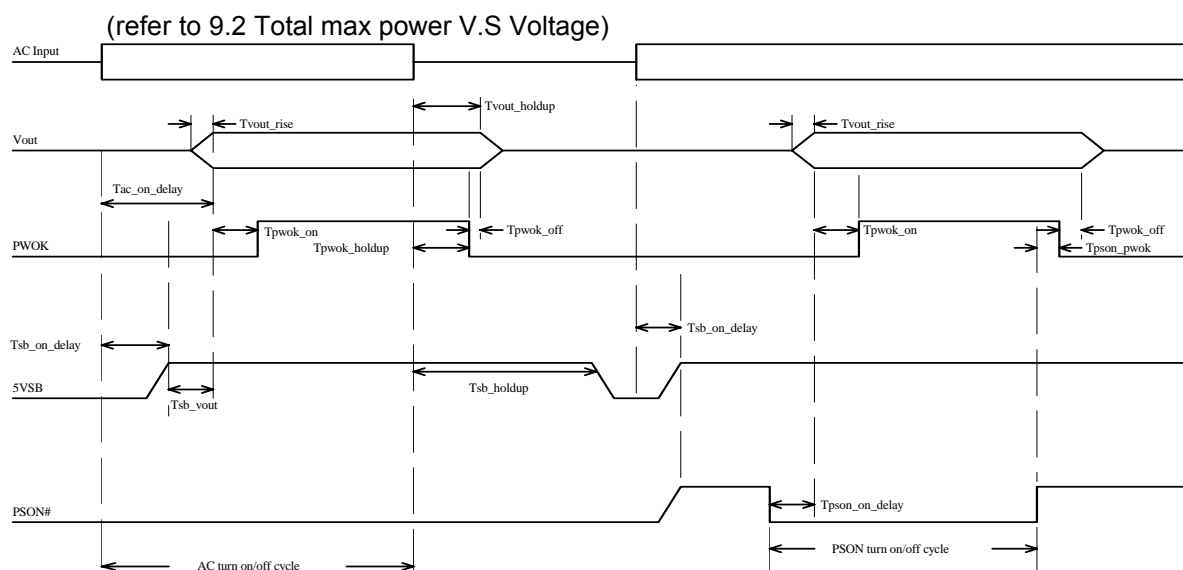 (refer to 9.2 Total max power V.S Voltage)
AC Input
Tvout_holdup
Tvout_rise
Tvout_rise
Vout
Tac_on_delay
Tpwok_on
Tpwok_off
Tpwok_on
Tpwok_off
Tpwok_holdup
Tpson_pwok
PWOK
Tsb_on_delay
Tsb_on_delay
5VSB
Tsb_holdup
Tsb_vout
Tpson_on_delay
PSON#
PSON turn on/off cycle
AC turn on/off cycle